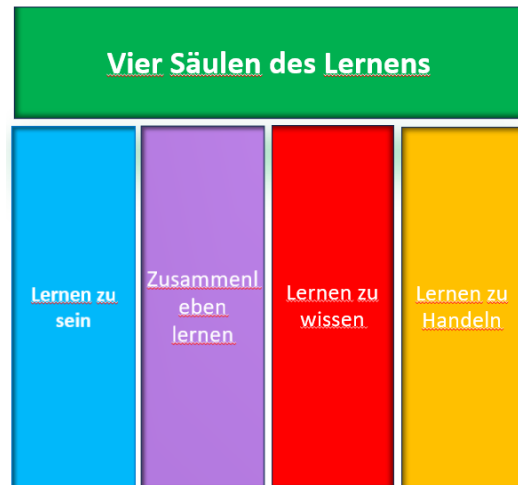 Vier Säulen des Lernens
Lernen zu
sein
Zusammenl
eben
lernen
Lernen zu
wissen
Lernen zu
Handeln